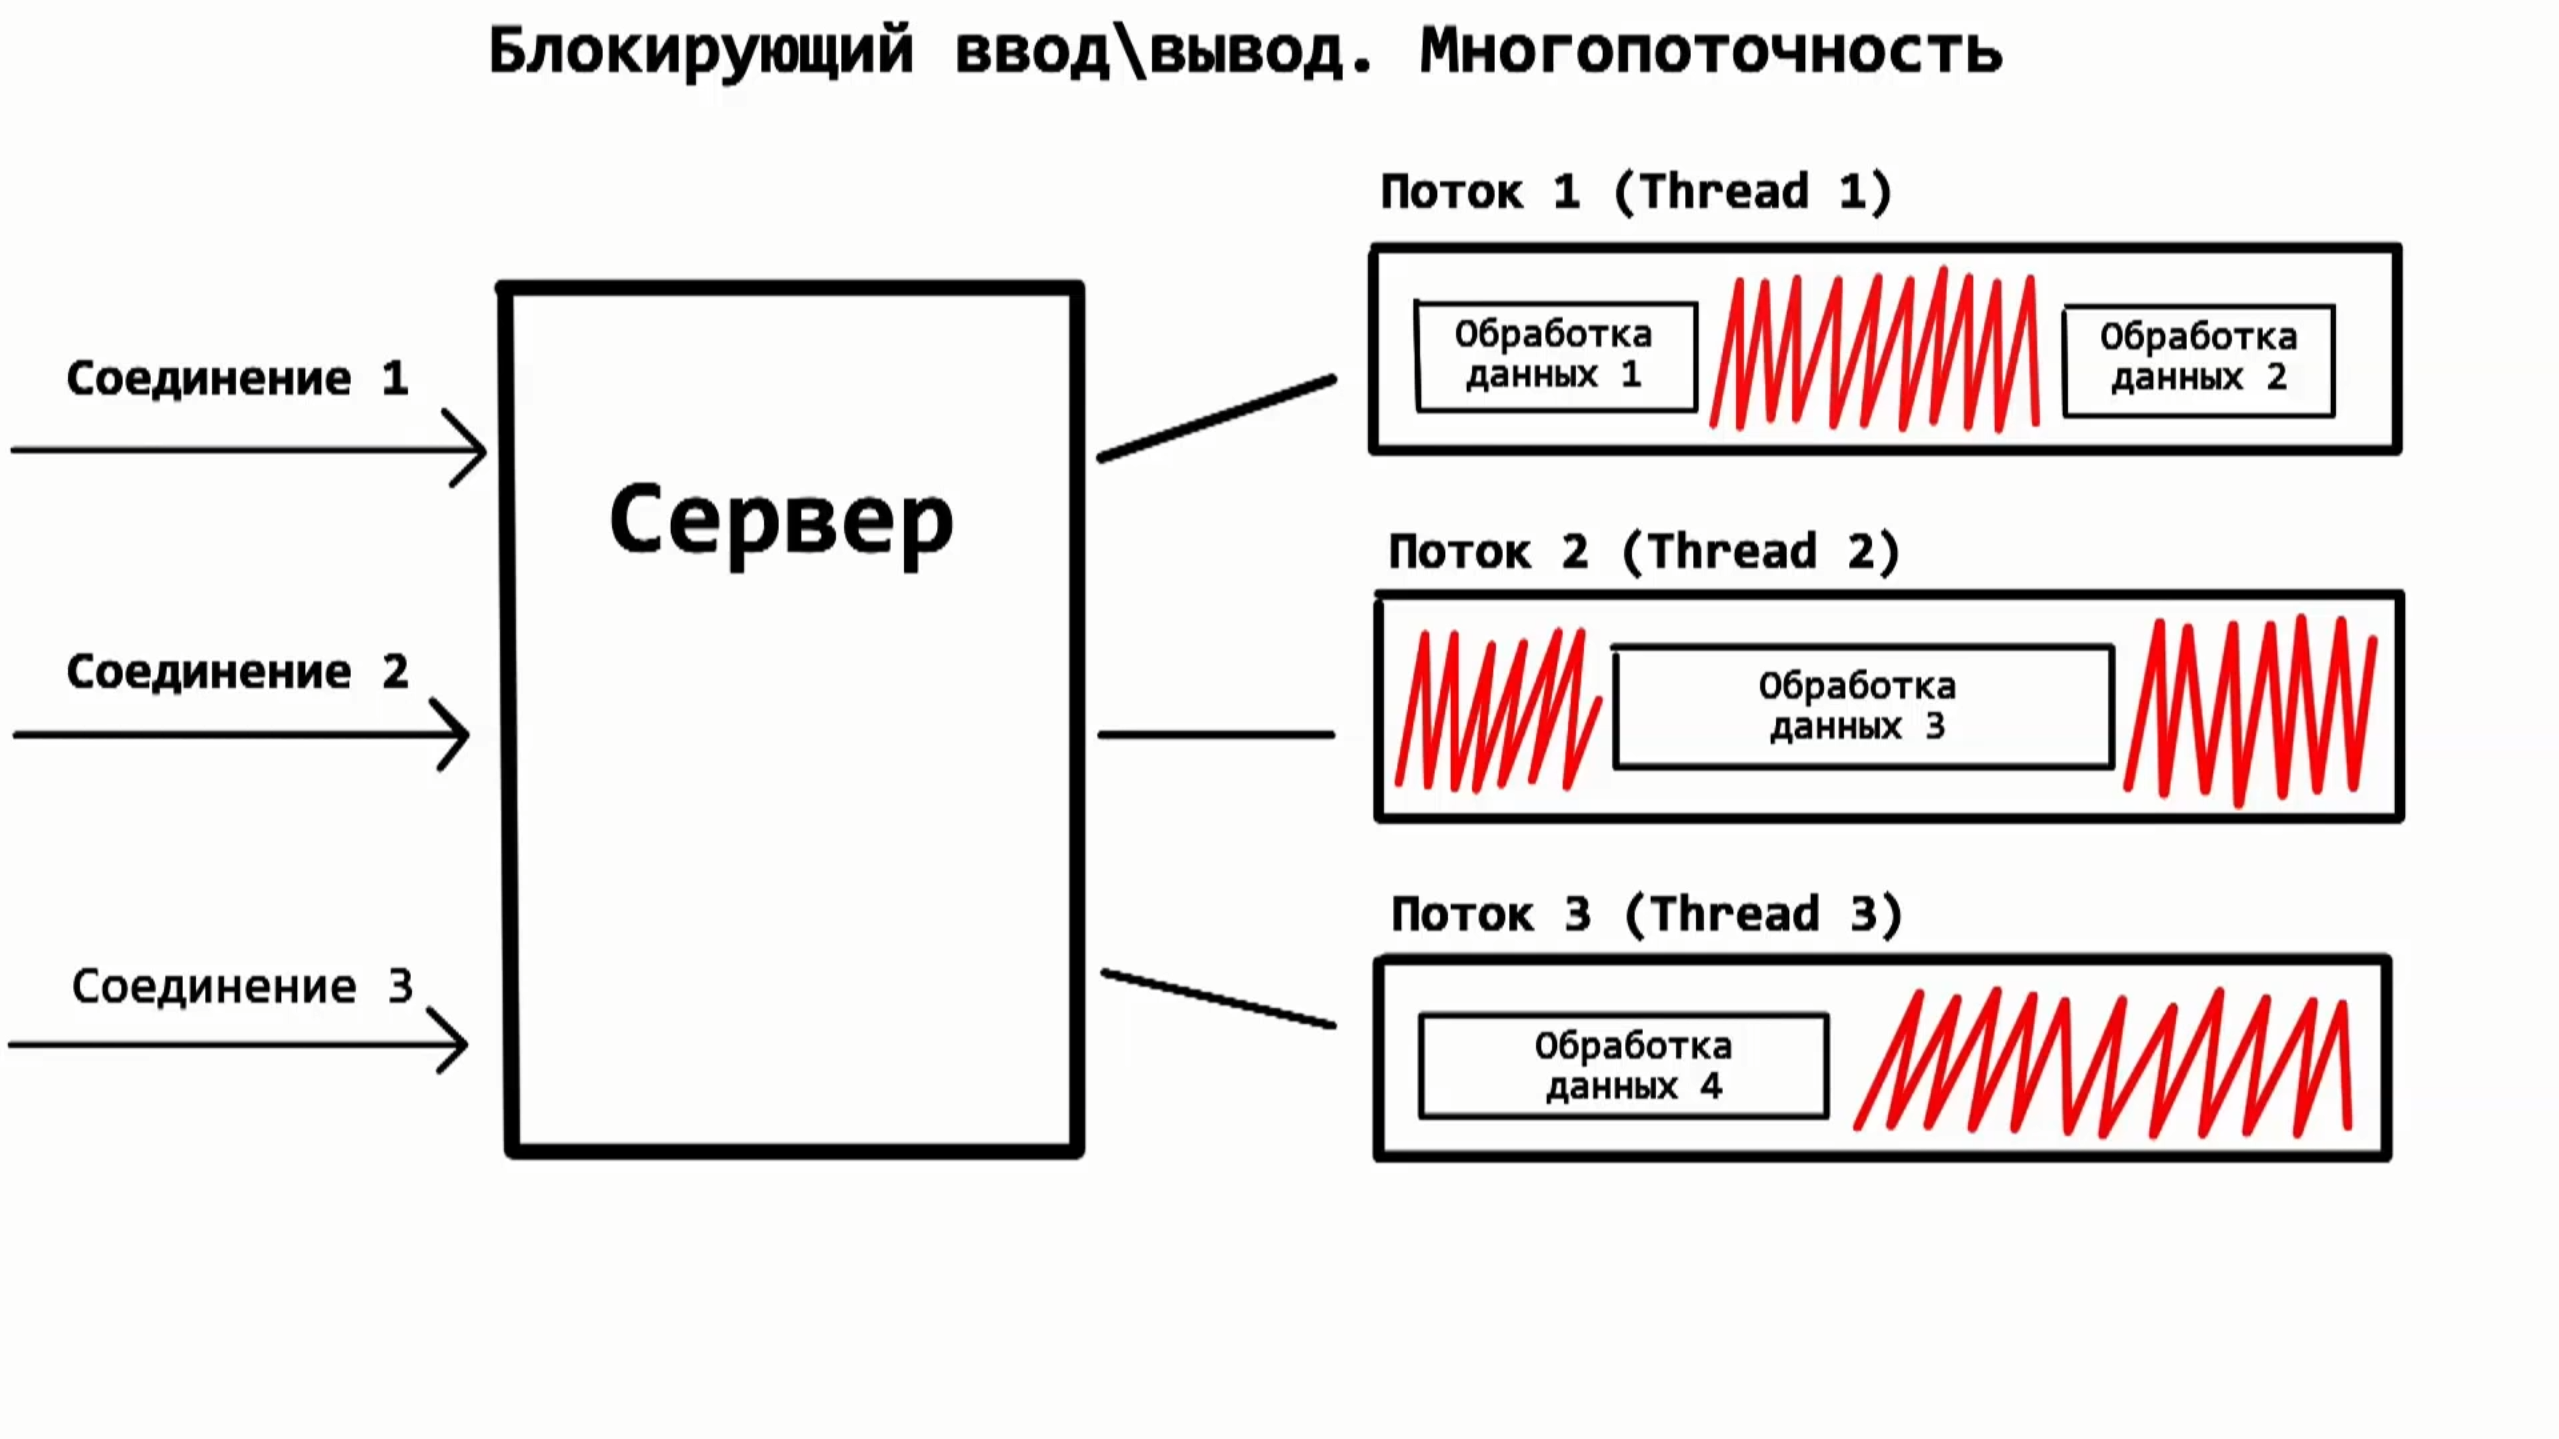 Блокирующий ввод\вывод. Многопоточность
Поток 1 (Thread 1)
Обработка
данных 1
Обработка
данных 2
Соединение 1
Сервер
Поток 2 (Thread 2)
Соединение 2
Обработка
данных 3
Поток 3 (Thread 3)
Соединение 3
Обработка
данных 4